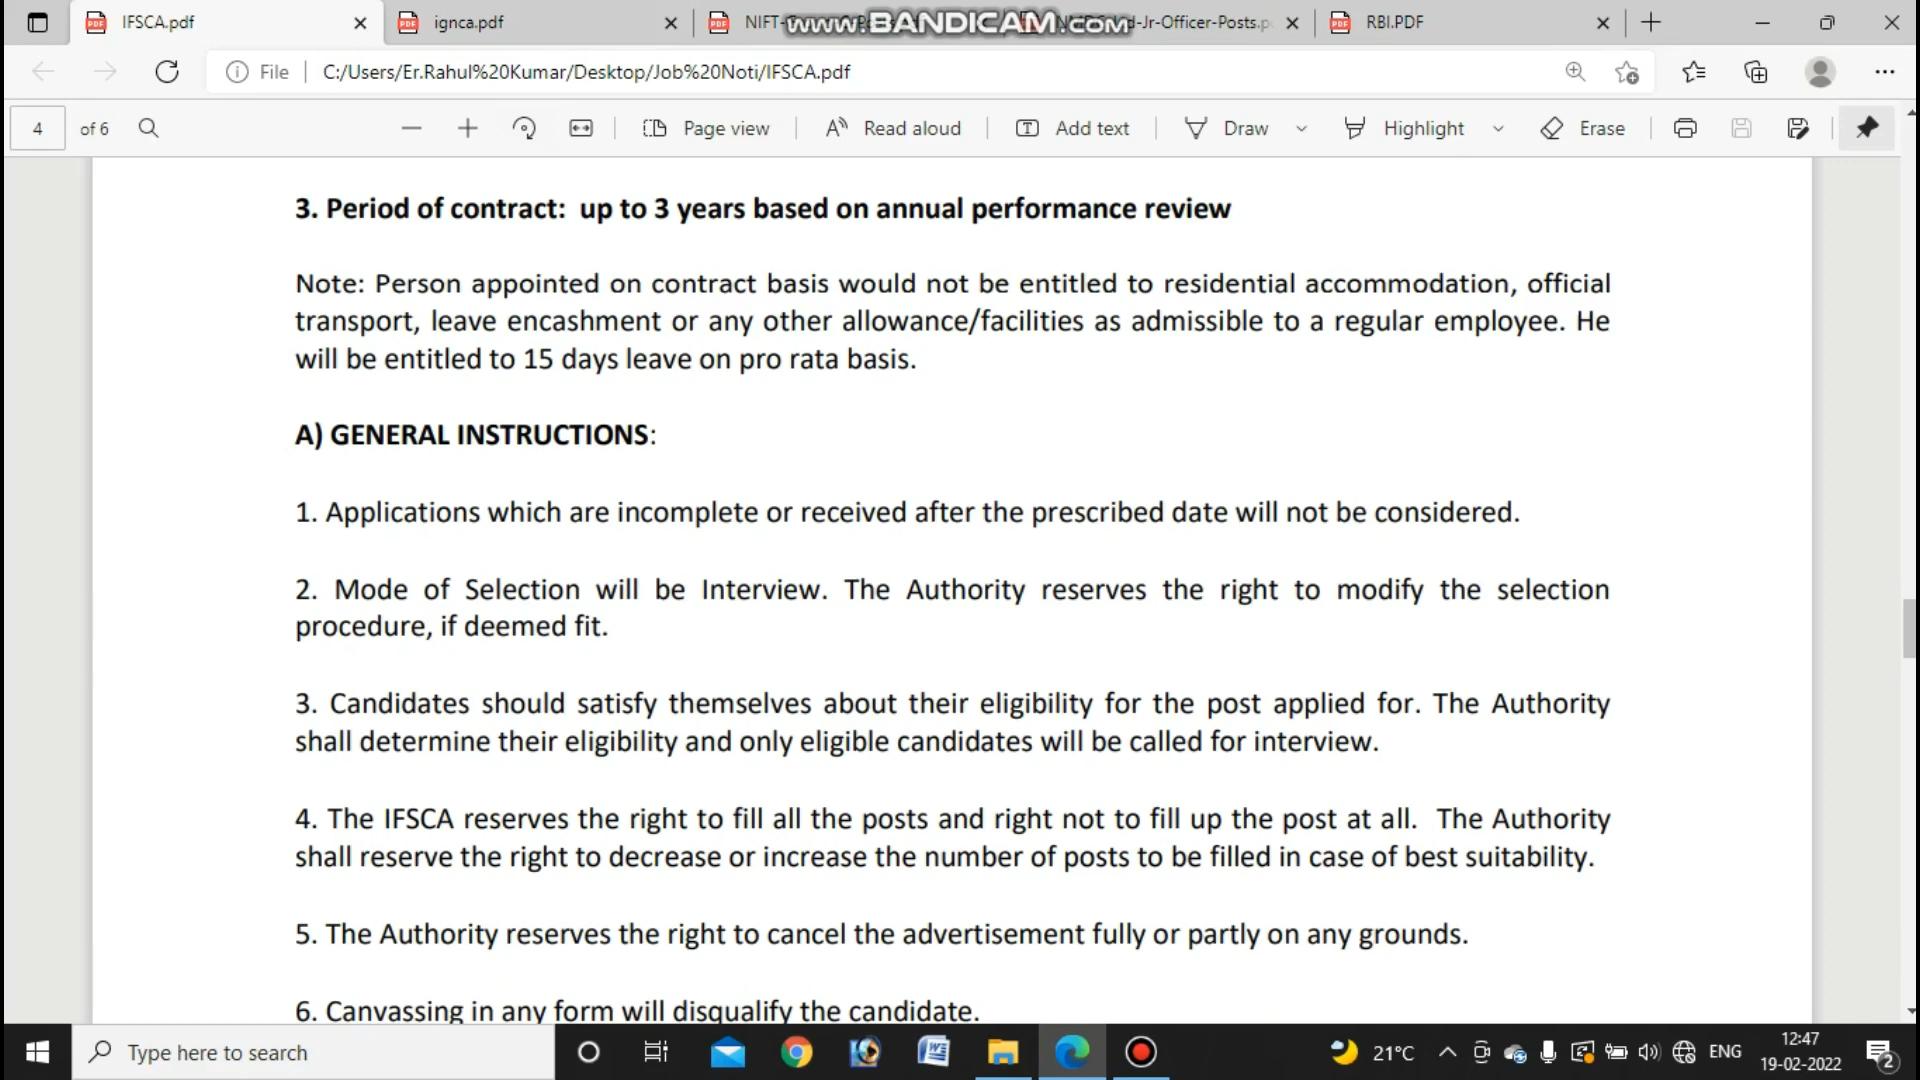 IFSCA.pdf
ignca.pdf
NIFT-
www.BANDICAM.com
-Jr-Officer-Posts.p
RBI.PDF
File
C:/Users/Er.Rahul%20Kumar/Desktop/Job%20Noti/IFSCA.pdf
4 of 6
Page view
Read aloud
Add text
Draw
Highlight
Erase
3. Period of contract: up to 3 years based on annual performance review
Note: Person appointed on contract basis would not be entitled to residential accommodation, official
transport, leave encashment or any other allowance/facilities as admissible to a regular employee. He
will be entitled to 15 days leave on pro rata basis.
A) GENERAL INSTRUCTIONS:
1. Applications which are incomplete or received after the prescribed date will not be considered.
2. Mode of Selection will be Interview. The Authority reserves the right to modify the selection
procedure, if deemed fit.
3. Candidates should satisfy themselves about their eligibility for the post applied for. The Authority
shall determine their eligibility and only eligible candidates will be called for interview.
4. The IFSCA reserves the right to fill all the posts and right not to fill up the post at all. The Authority
shall reserve the right to decrease or increase the number of posts to be filled in case of best suitability.
5. The Authority reserves the right to cancel the advertisement fully or partly on any grounds.
6. Canvassing in any form will disqualify the candidate.
Type here to search
21°C
ENG
12:47
19-02-2022
2